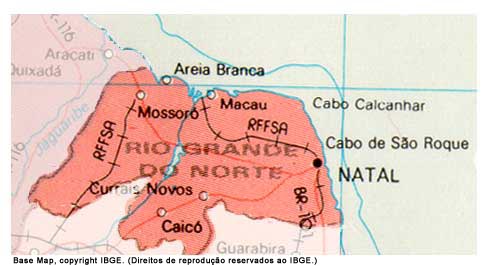 Aracati
Quixadá
Jaguaribe
-116
Areia Branca
Mossoró
Macau
Cabo Calcanhar
RFFSA
RFFSA
Cabo de São Roque
RIO GRANDE
DO NORTE
NATAL
Currais Novos
Caicó
BR-101
Guarabira
Base Map, copyright IBGE. (Direitos de reprodução reservados ao IBGE.)